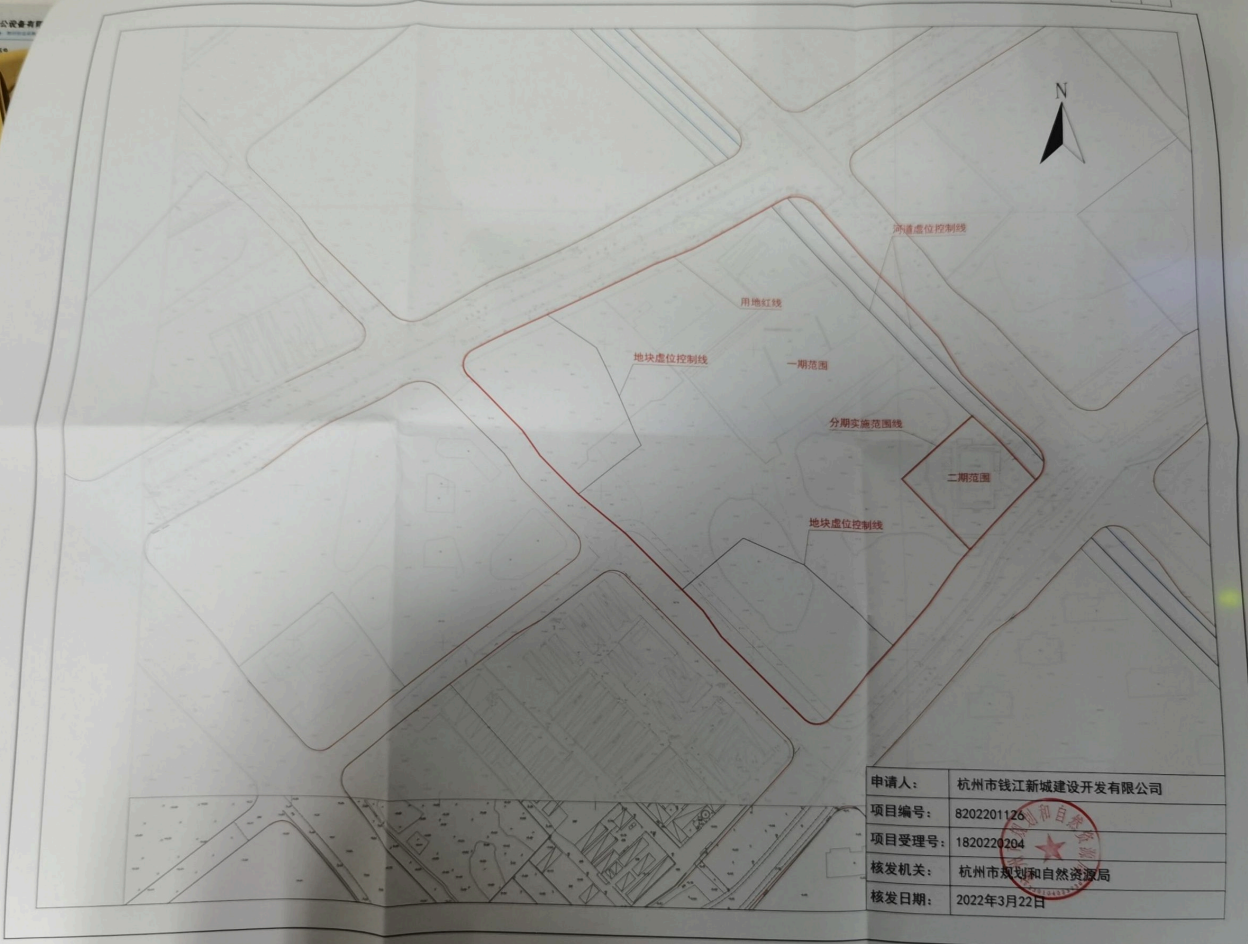 N
河道虚位控制线
用地红线
地块虚位控制线
一期范围
分期实施范围线
二期范围
地块虚位控制线
申请人： 杭州市钱江新城建设开发有限公司
项目编号： 8202201126
项目受理号： 1820220204
核发机关： 杭州市规划和自然资源局
核发日期： 2022年3月22日